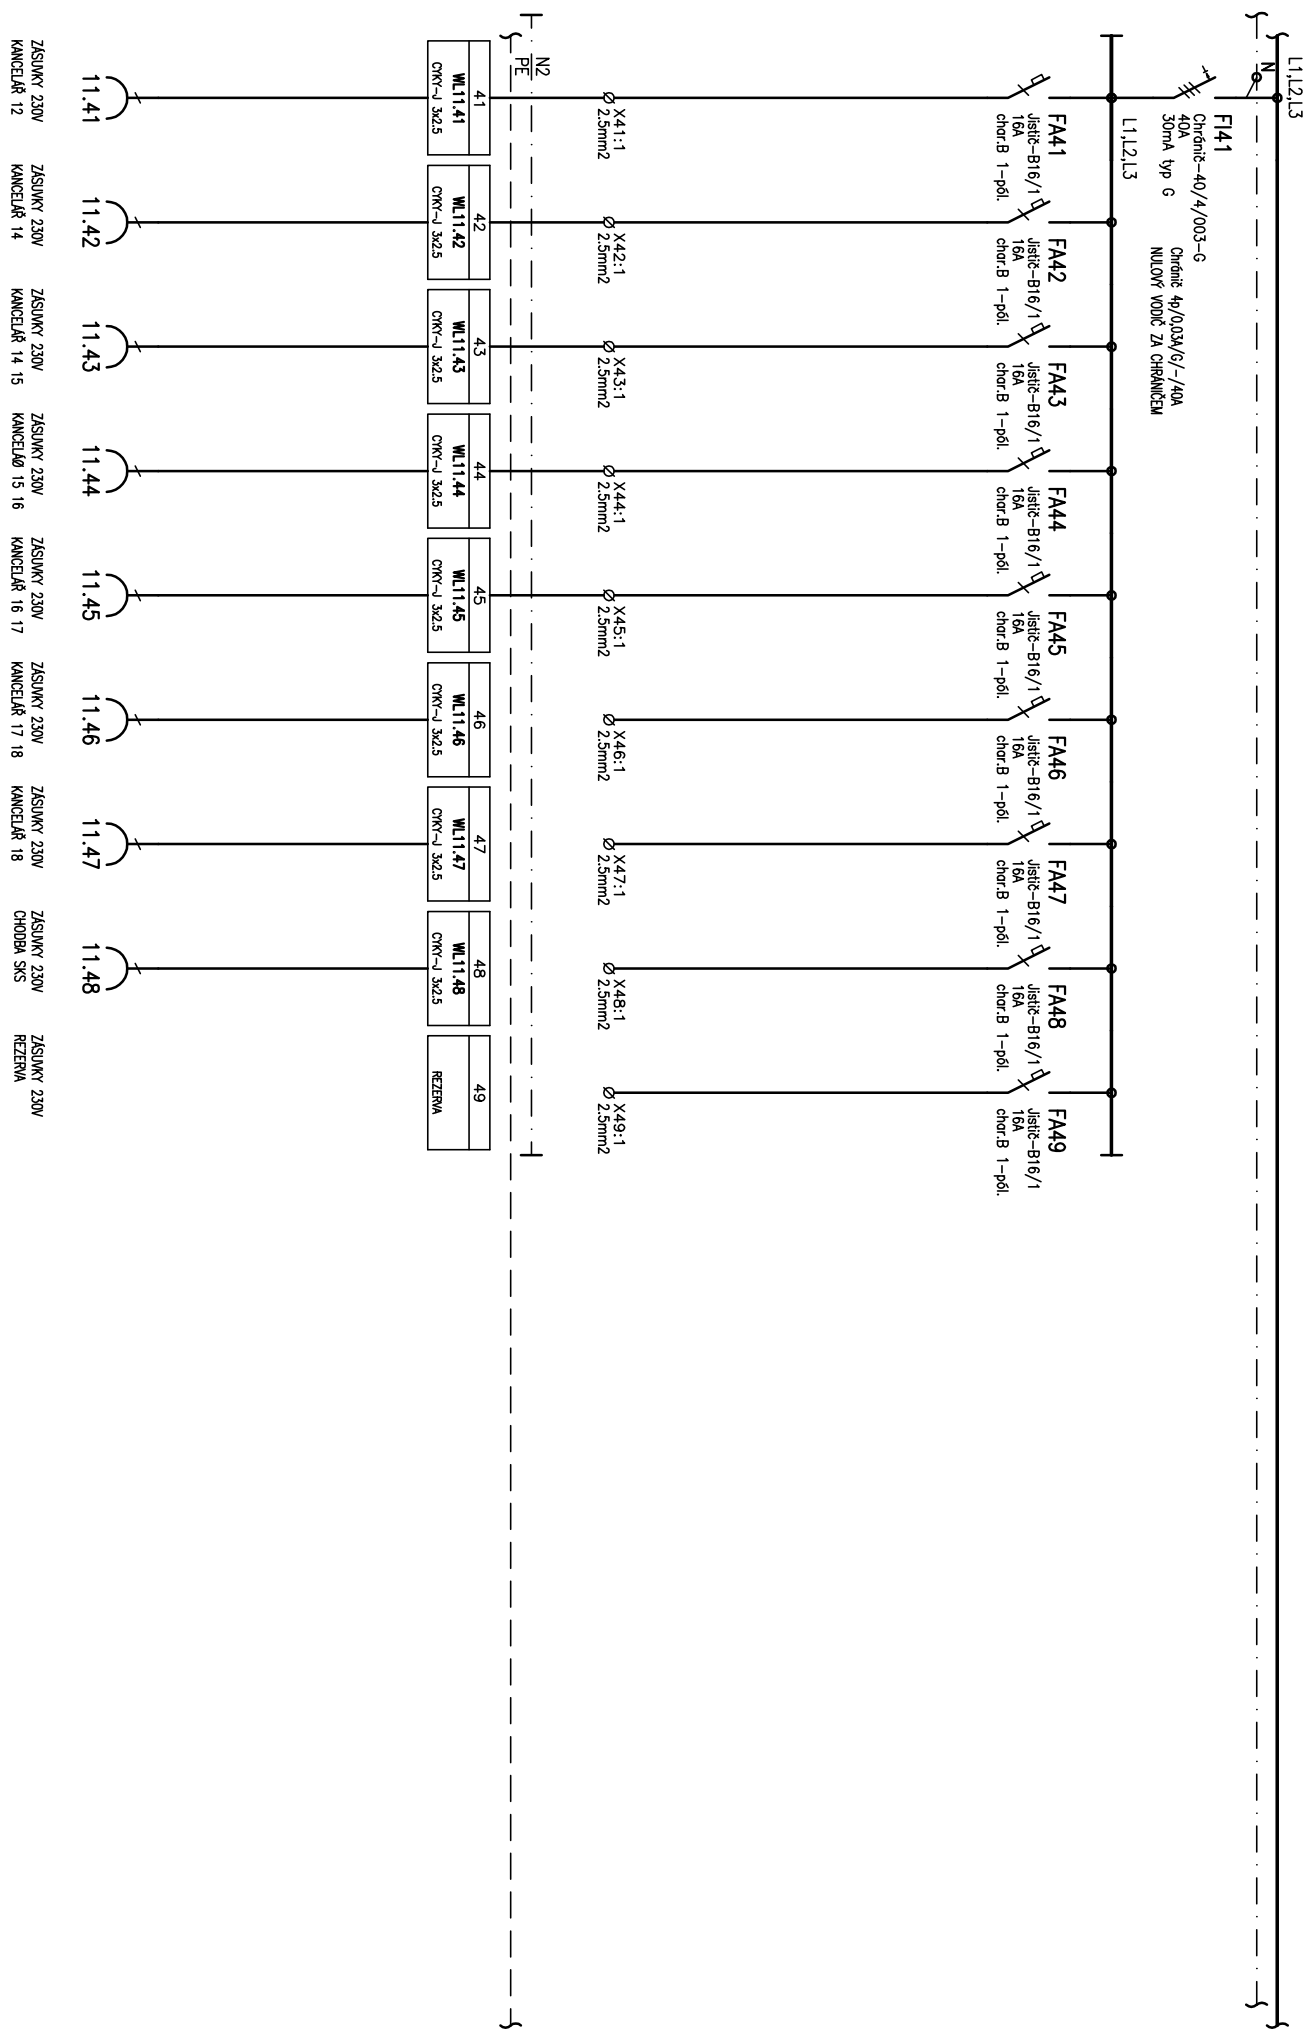 L1,L2,L3
N
FI41
Chránič-40/4/003-G
40A
30mA typ G
Chránič 4p/0,03A/G/-/40A
NULOVÝ VODIČ ZA CHRÁNIČEM
L1,L2,L3
FA41
Jistič-B16/1
16A
char.B 1-pól.
FA42
Jistič-B16/1
16A
char.B 1-pól.
FA43
Jistič-B16/1
16A
char.B 1-pól.
FA44
Jistič-B16/1
16A
char.B 1-pól.
FA45
Jistič-B16/1
16A
char.B 1-pól.
FA46
Jistič-B16/1
16A
char.B 1-pól.
FA47
Jistič-B16/1
16A
char.B 1-pól.
FA48
Jistič-B16/1
16A
char.B 1-pól.
FA49
Jistič-B16/1
16A
char.B 1-pól.
X41:1
2.5mm2
X42:1
2.5mm2
X43:1
2.5mm2
X44:1
2.5mm2
X45:1
2.5mm2
X46:1
2.5mm2
X47:1
2.5mm2
X48:1
2.5mm2
X49:1
2.5mm2
N2
PE
41
WL11.41
CYKY-J 3x2.5
42
WL11.42
CYKY-J 3x2.5
43
WL11.43
CYKY-J 3x2.5
44
WL11.44
CYKY-J 3x2.5
45
WL11.45
CYKY-J 3x2.5
46
WL11.46
CYKY-J 3x2.5
47
WL11.47
CYKY-J 3x2.5
48
WL11.48
CYKY-J 3x2.5
49
REZERVA
11.41
11.42
11.43
11.44
11.45
11.46
11.47
11.48
ZÁSUVKY 230V
KANCELÁŘ 12
ZÁSUVKY 230V
KANCELÁŘ 14
ZÁSUVKY 230V
KANCELÁŘ 14 15
ZÁSUVKY 230V
KANCELÁØ 15 16
ZÁSUVKY 230V
KANCELÁŘ 16 17
ZÁSUVKY 230V
KANCELÁŘ 17 18
ZÁSUVKY 230V
KANCELÁŘ 18
ZÁSUVKY 230V
CHODBA SKS
ZÁSUVKY 230V
REZERVA